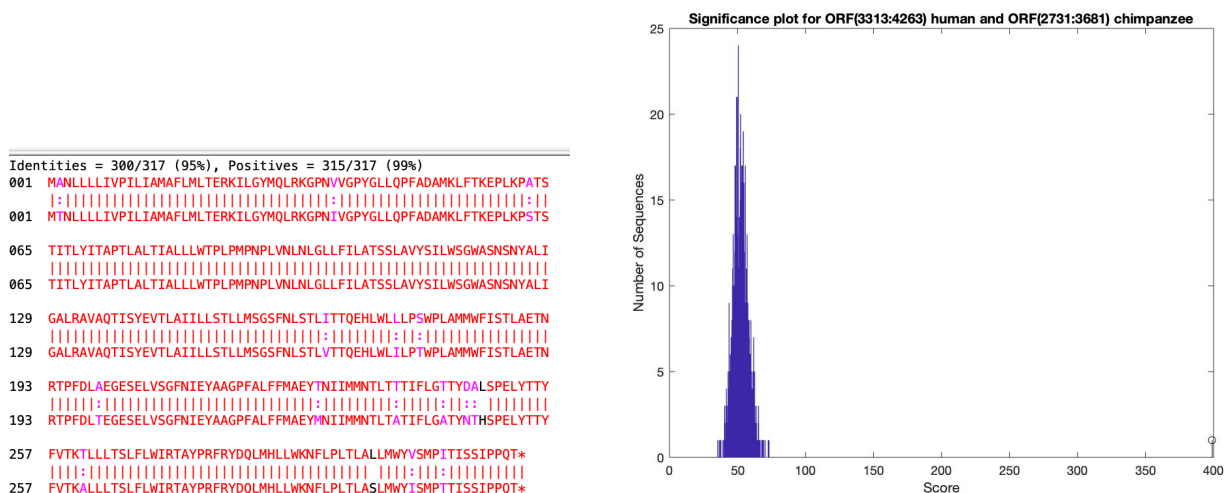 Identities = 300/317 (95%), Positives = 315/317 (99%)
001 MANLLLLIVPILIAMAFLMLTERKILGYMQLRKGPNVVGPYGLLQPFADAMKLFTKEPLKPATS
|:||||||||||||||||||||||||||||||||||:||||||||||||||||||||||||:||
001 MTNLLLLIVPILIAMAFLMLTERKILGYMQLRKGPNIVGPYGLLQPFADAMKLFTKEPLKPSTS
065 TITLYITAPTLALTIALLLWTPLPMPNPLVNLNLGLLFILATSSLAVYSILWSGWASNSNYALI
||||||||||||||||||||||||||||||||||||||||||||||||||||||||||||||||
065 TITLYITAPTLALTIALLLWTPLPMPNPLVNLNLGLLFILATSSLAVYSILWSGWASNSNYALI
129 GALRAVAQTISYEVTLAIILLSTLLMSGSFNLSTLITTQEHLWLLLPSWPLAMMWFISTLAETN
|||||||||||||||||||||||||||||||||||:||||||||:||:||||||||||||||||
129 GALRAVAQTISYEVTLAIILLSTLLMSGSFNLSTLVTTQEHLWLILPTWPLAMMWFISTLAETN
193 RTPFDLAEGESELVSGFNIEYAAGPFALFFMAEYTNIIMMNTLTTTIFLGTTYDALSPELYTTY
||||||:|||||||||||||||||||||||||||:|||||||||:|||||:||:: ||||||||
193 RTPFDLTEGESELVSGFNIEYAAGPFALFFMAEYMNIIMMNTLTATIFLGATYNTHSPELYTTY
257 FVTKTLLLTSLFLWIRTAYPRFRYDQLMHLLWKNFLPLTLALLMWYVSMPITISSIPPQT*
||||:|||||||||||||||||||||||||||||||||||| ||||:|||:||||||||||
257 FVTKALLLTSLFLWIRTAYPRFRYDQLMHLLWKNFLPLTLASLMWYISMPTTISSIPPQT*
Significance plot for ORF(3313:4263) human and ORF(2731:3681) chimpanzee
25
20
15
10
5
0
Number of Sequences
0 50 100 150 200 250 300 350 400
Score